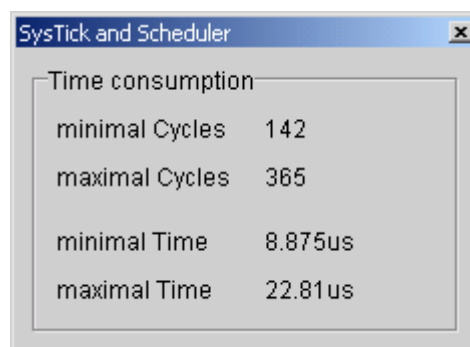 SysTick and Scheduler
Time consumption
minimal Cycles 142
maximal Cycles 365
minimal Time 8.875us
maximal Time 22.81us